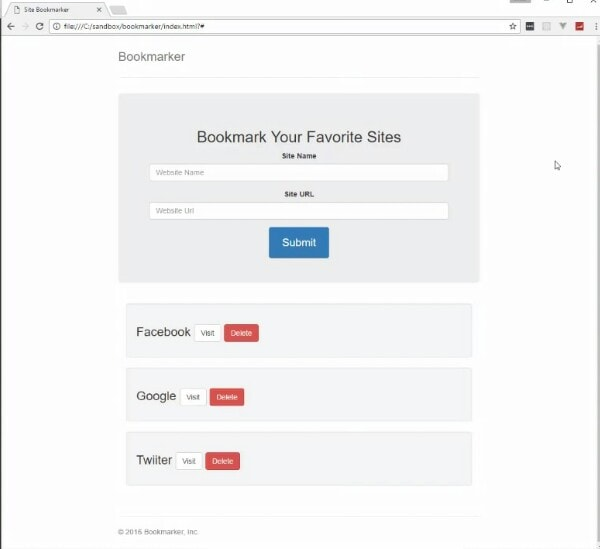 Site Bookmarker
file:///C:/sandbox/bookmarker/index.html?#
Bookmarker
Bookmark Your Favorite Sites
Site Name
Website Name
Site URL
Website Url
Submit
Facebook Visit Delete
Google Visit Delete
Twiiter Visit Delete
© 2016 Bookmarker, Inc.